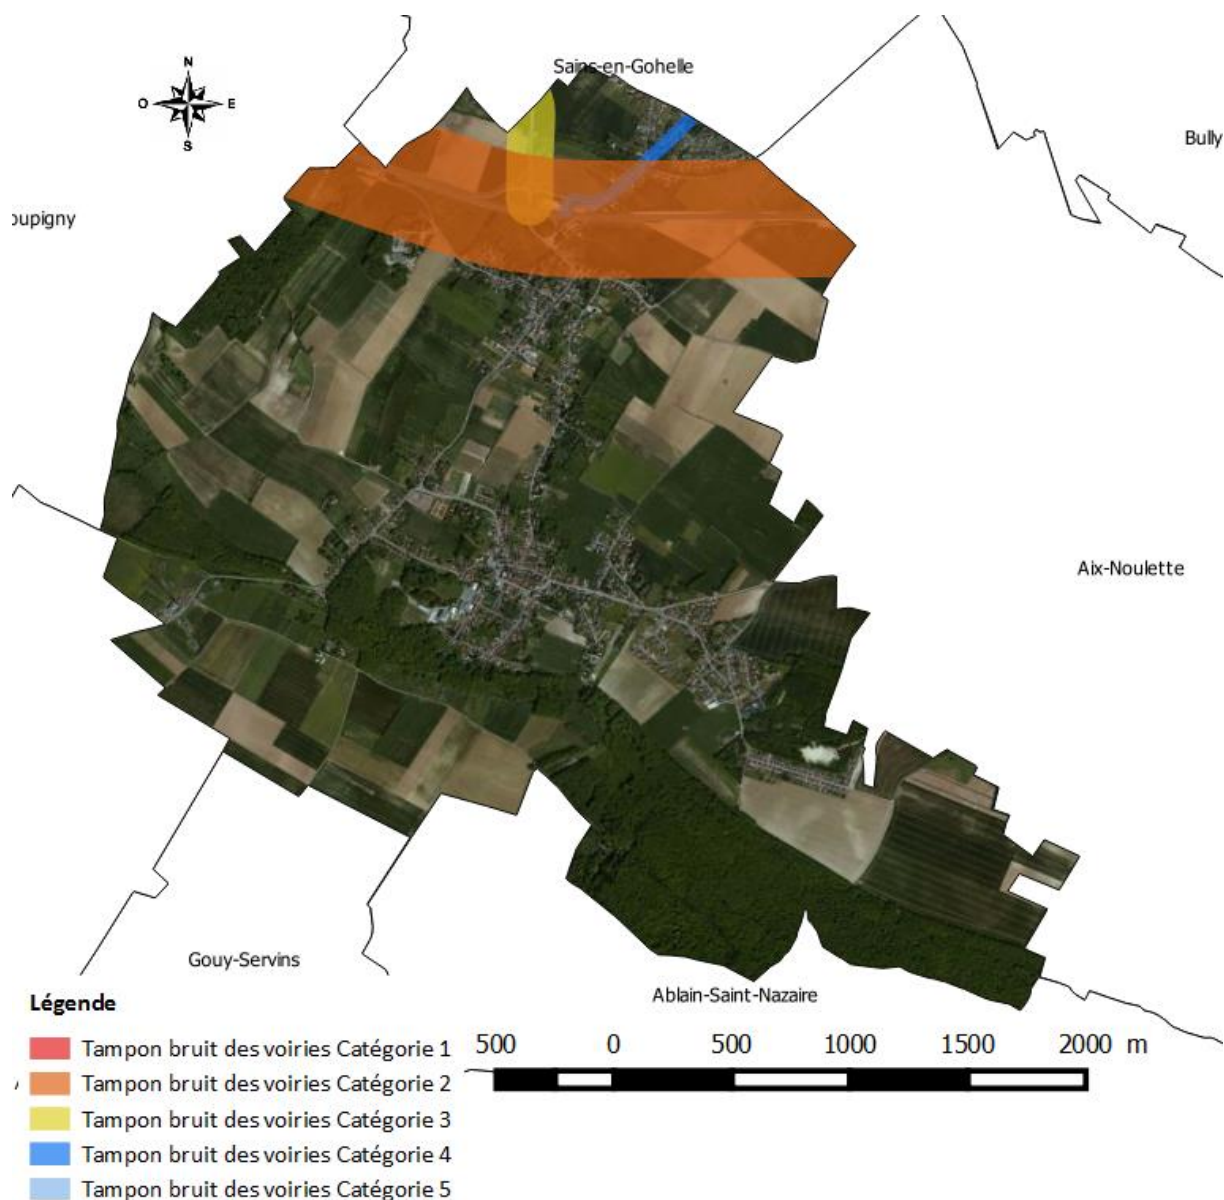 Sains-en-Gohelle
N
O E
S
Bully
oupigny
Aix-Noulette
Gouy-Servins
Ablain-Saint-Nazaire
Légende
Tampon bruit des voiries Catégorie 1
Tampon bruit des voiries Catégorie 2
Tampon bruit des voiries Catégorie 3
Tampon bruit des voiries Catégorie 4
Tampon bruit des voiries Catégorie 5
500 0 500 1000 1500 2000 m